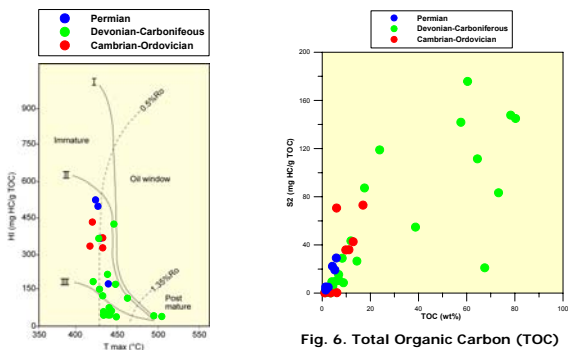 Permian
Devonian-Carbonifeous
Cambrian-Ordovician
I
0.5%Ro
900
Immature
750
II
Oil window
600
HI (mg HC/g TOC)
450
300
III
1.35%Ro
150
Post
mature
0
400
450
500
550
T max (°C)
Permian
Devonian-Carboniferous
Cambrian-Ordovician
200
160
120
80
40
0
S2 (mg HC/g TOC)
0
20
40
60
80
100
TOC (wt%)
Fig. 6. Total Organic Carbon (TOC)